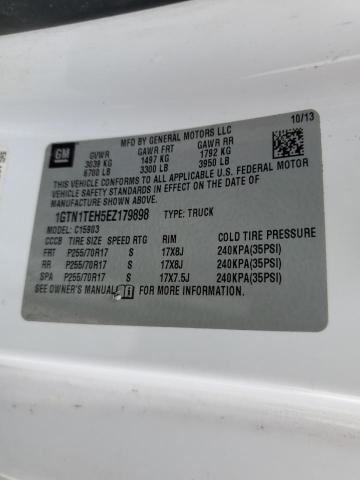 10/13
MFD BY GENERAL MOTORS LLC
GM GVWR GAWR FRT GAWR RR
3039 KG 1497 KG 1792 KG
6700 LB 3300 LB 3950 LB
THIS VEHICLE CONFORMS TO ALL APPLICABLE U.S. FEDERAL MOTOR
VEHICLE SAFETY STANDARDS IN EFFECT ON THE DATE OF
MANUFACTURE SHOWN ABOVE.
1GTN1TEH5EZ179898 TYPE: TRUCK
MODEL: C15903
CCCB TIRE SIZE SPEED RTG RIM COLD TIRE PRESSURE
FRT P255/70R17 S 17X8J 240KPA(35PSI)
RR P255/70R17 S 17X8J 240KPA(35PSI)
SPA P255/70R17 S 17X7.5J 240KPA(35PSI)
SEE OWNER'S MANUAL FOR MORE INFORMATION.